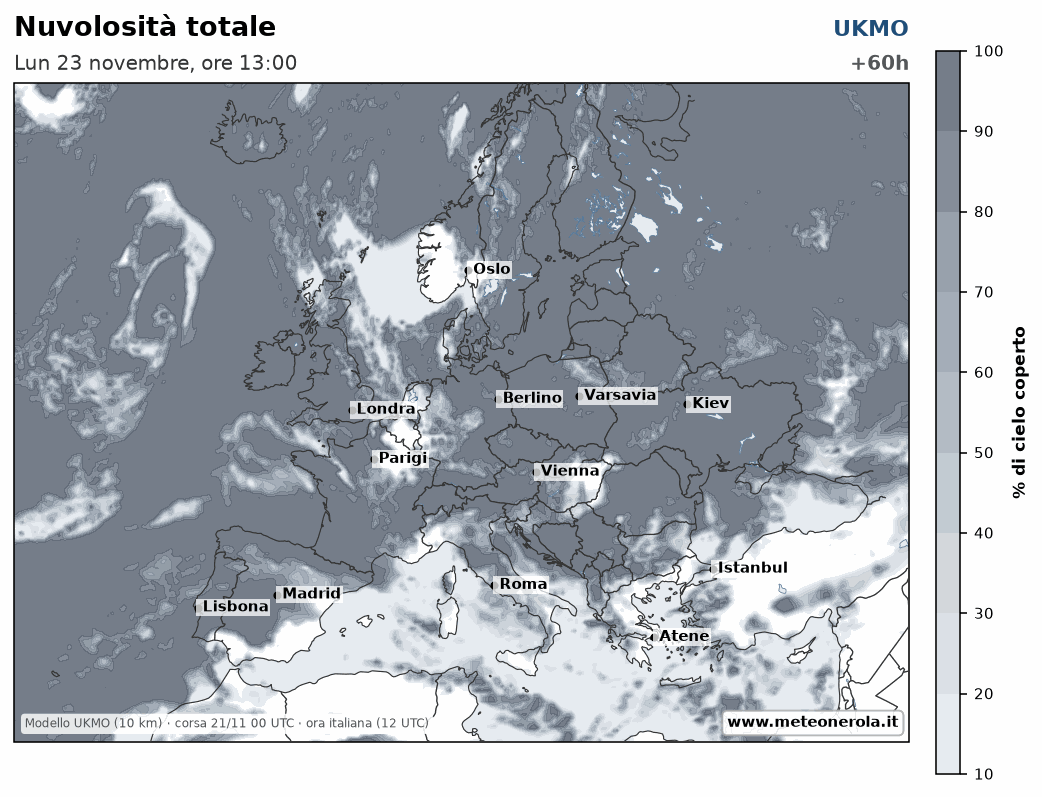 Nuvolosità totale
UKMO
Lun 23 novembre, ore 13:00
+60h
100
90
80
70
60
50
40
30
20
10
% di cielo coperto
Oslo
Berlino
Varsavia
Kiev
Londra
Parigi
Vienna
Istanbul
Roma
Madrid
Lisbona
Atene
Modello UKMO (10 km) · corsa 21/11 00 UTC · ora italiana (12 UTC)
www.meteonerola.it